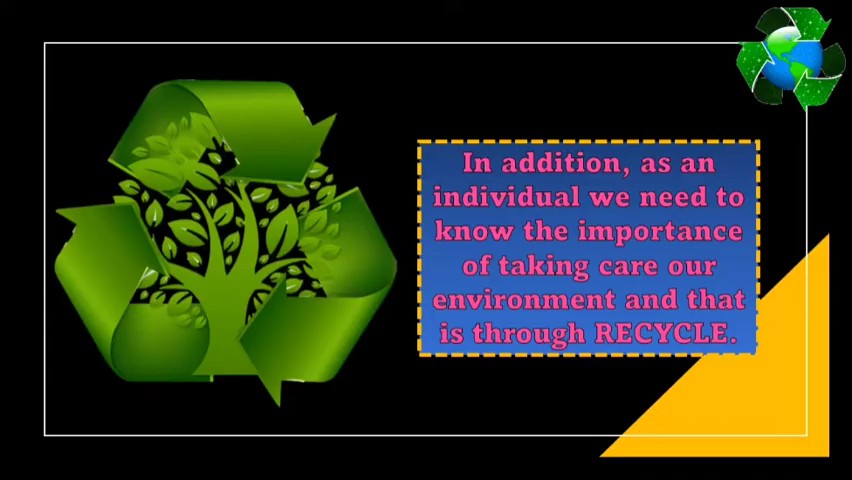 In addition, as an
individual we need to
know the importance
of taking care our
environment and that
is through RECYCLE.